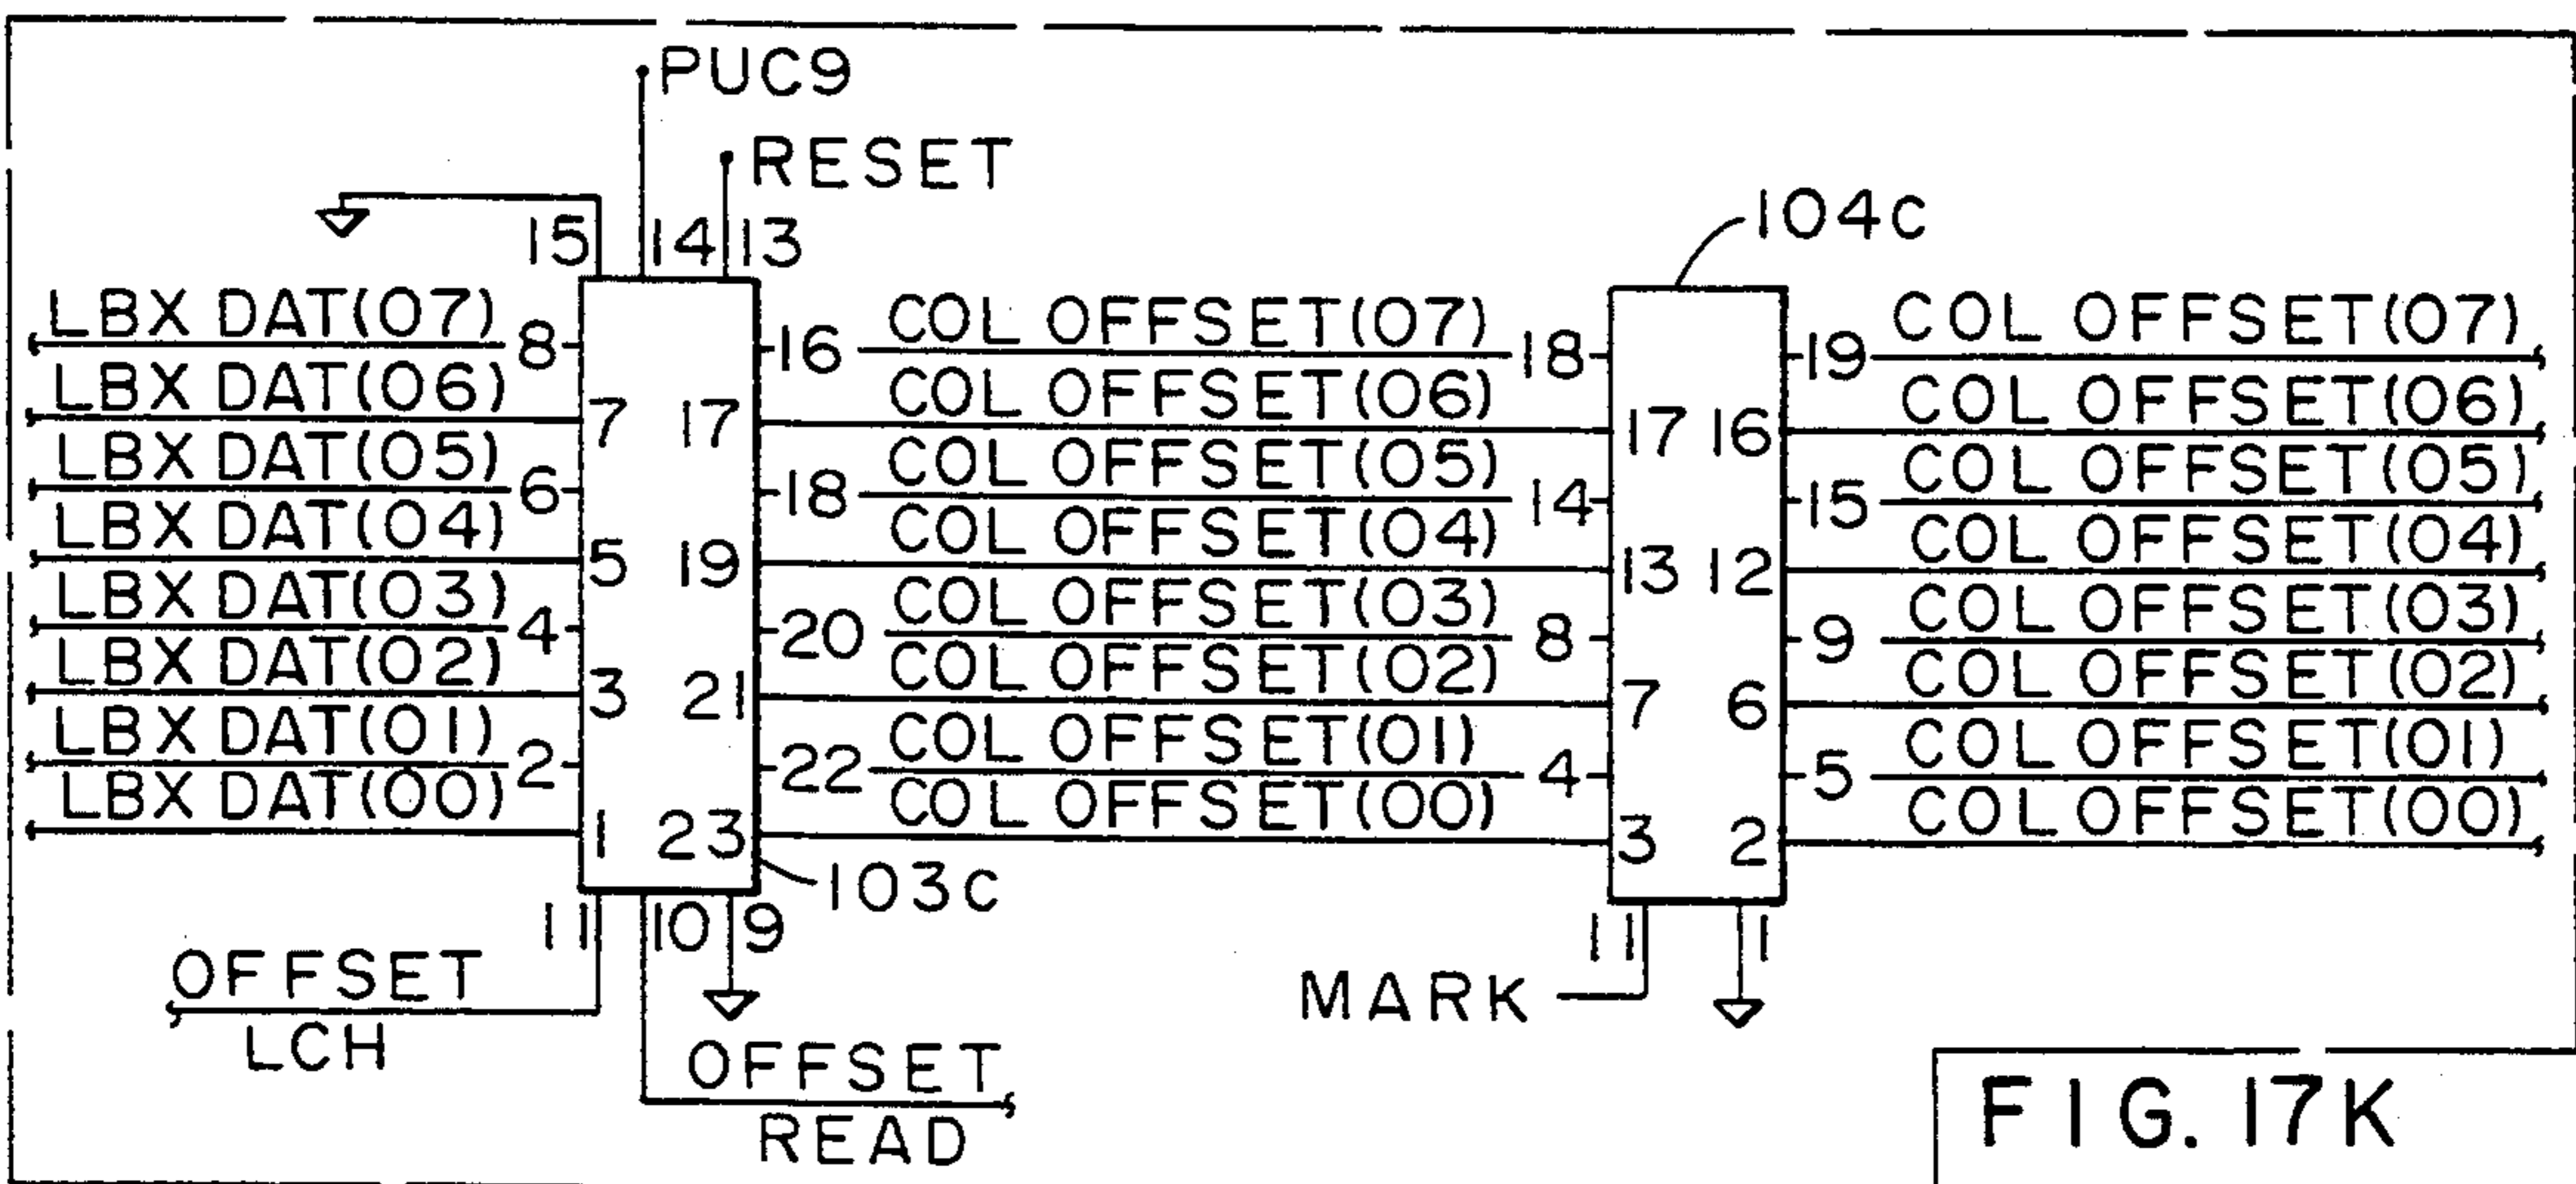 PUC9
RESET
15 14 13
104C
LBX DAT(07) 8 16 COL OFFSET(07) 18 19 COL OFFSET(07)
LBX DAT(06) 7 17 COL OFFSET(06) 17 16 COL OFFSET(06)
LBX DAT(05) 6 18 COL OFFSET(05) 14 15 COL OFFSET(05)
LBX DAT(04) 5 19 COL OFFSET(04) 13 12 COL OFFSET(04)
LBX DAT(03) 4 20 COL OFFSET(03) 8 9 COL OFFSET(03)
LBX DAT(02) 3 21 COL OFFSET(02) 7 6 COL OFFSET(02)
LBX DAT(01) 2 22 COL OFFSET(01) 4 5 COL OFFSET(01)
LBX DAT(00) 1 23 COL OFFSET(00) 3 2 COL OFFSET(00)
103C
11 10 9 11 1
OFFSET
LCH
MARK
OFFSET
READ
FIG. 17K